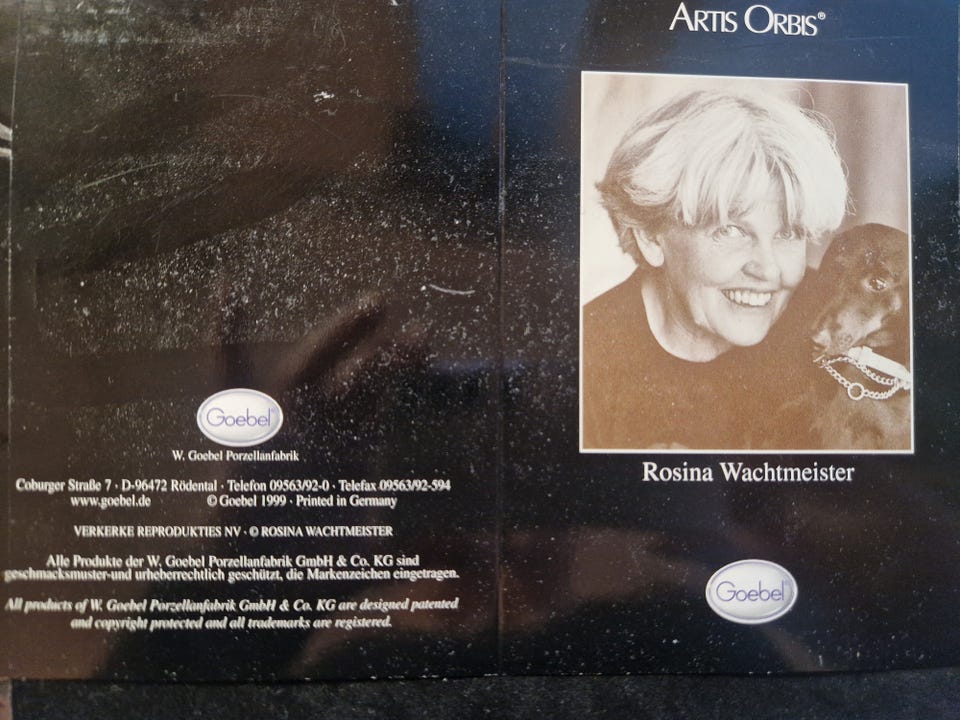 Goebel
W. Goebel Porzellanfabrik
Coburger Straße 7 · D-96472 Rödental · Telefon 09563/92-0 · Telefax 09563/92-594
www.goebel.de © Goebel 1999 · Printed in Germany
VERKERKE REPRODUKTIES NV · © ROSINA WACHTMEISTER
Alle Produkte der W. Goebel Porzellanfabrik GmbH & Co. KG sind
geschmacksmuster-und urheberrechtlich geschützt, die Markenzeichen eingetragen.
All products of W. Goebel Porzellanfabrik GmbH & Co. KG are designed patented
and copyright protected and all trademarks are registered.
ARTIS ORBIS®
Rosina Wachtmeister
Goebel